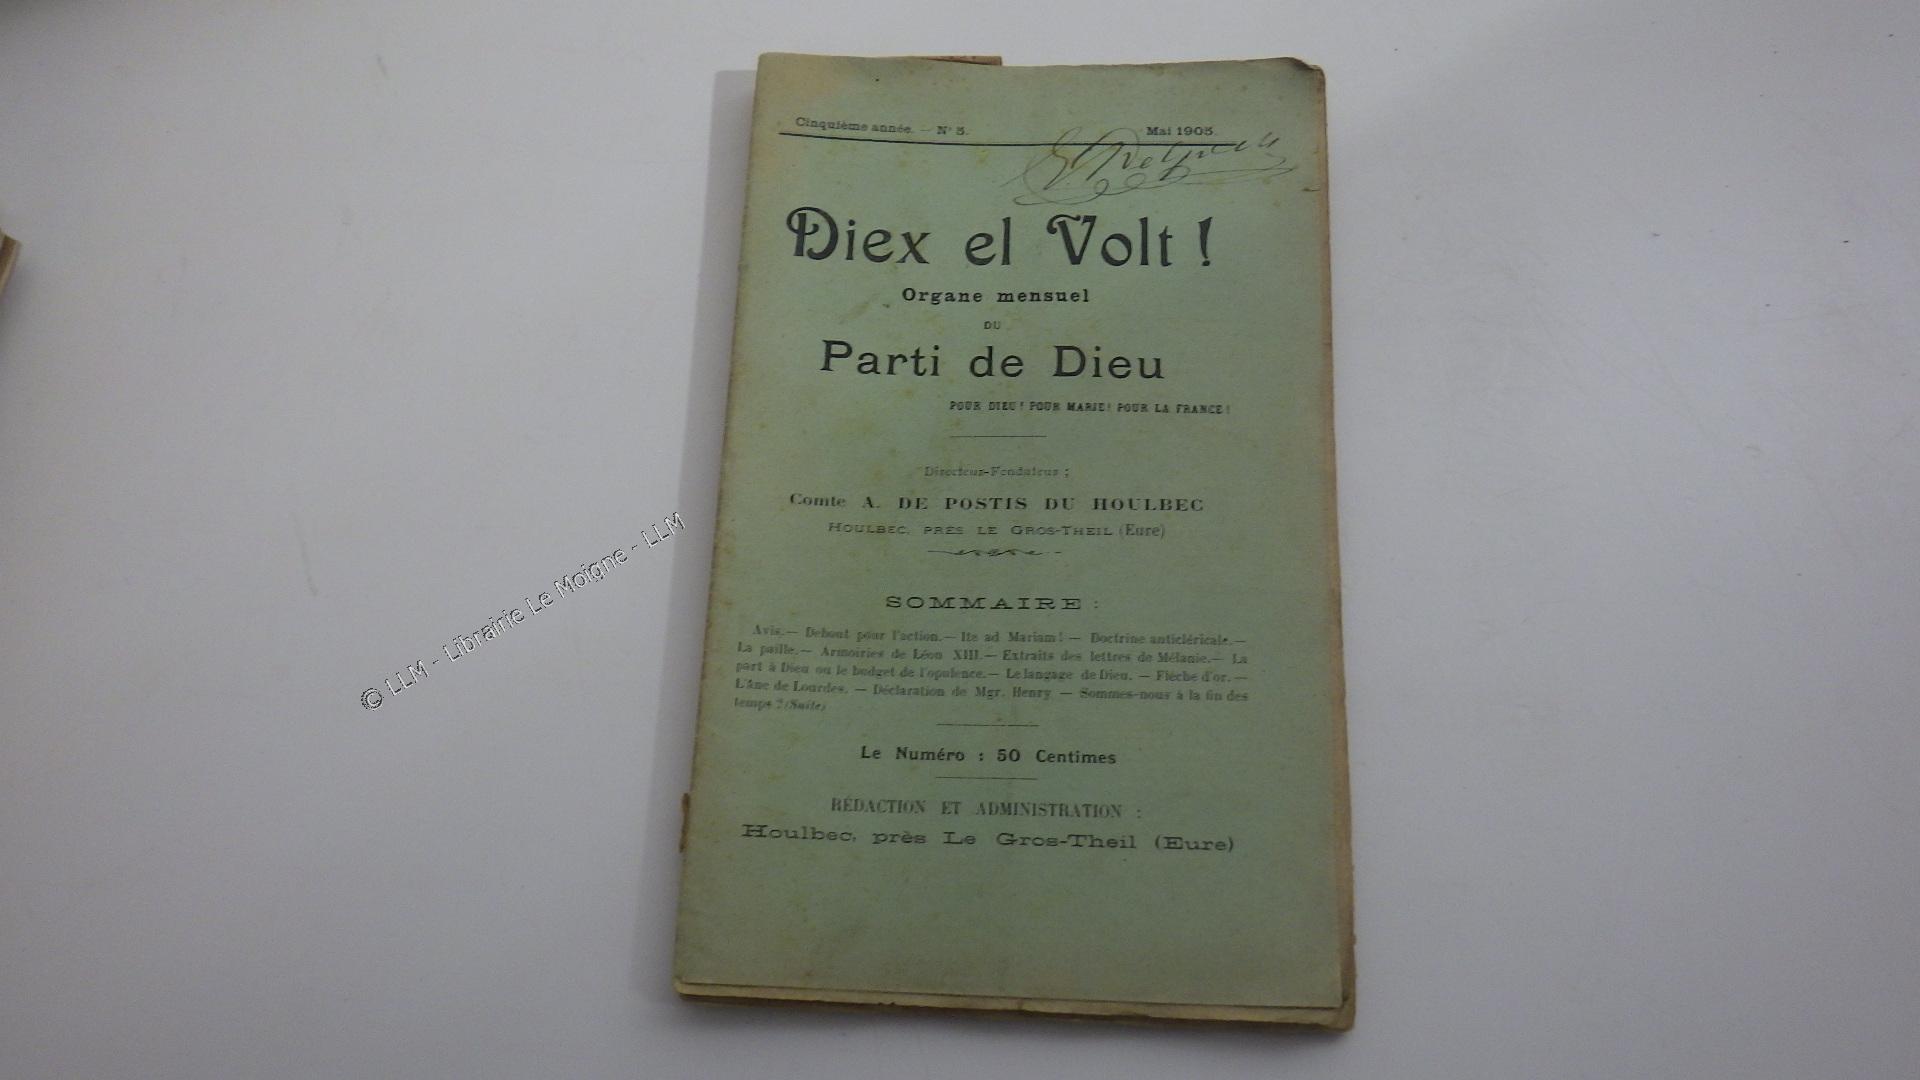 Cinquième année. — N° 5.
Mai 1905.
Diex el Volt !
Organe mensuel
DU
Parti de Dieu
POUR DIEU ! POUR MARIE ! POUR LA FRANCE !
Directeur-Fondateur :
Comte A. DE POSTIS DU HOULBEC
HOULBEC, PRÈS LE GROS-THEIL (Eure)
SOMMAIRE :
Avis.— Debout pour l'action.— Ite ad Mariam ! — Doctrine anticléricale.—
La paille.— Armoiries de Léon XIII.— Extraits des lettres de Mélanie.— La
part à Dieu ou le budget de l'opulence.— Le langage de Dieu. — Flèche d'or. —
L'âne de Lourdes. — Déclaration de Mgr. Henry — Sommes-nous à la fin des
temps ? (Suite)
Le Numéro : 50 Centimes
RÉDACTION ET ADMINISTRATION :
Houlbec, près Le Gros-Theil (Eure)
© LLM - Librairie Le Moigne - LLM